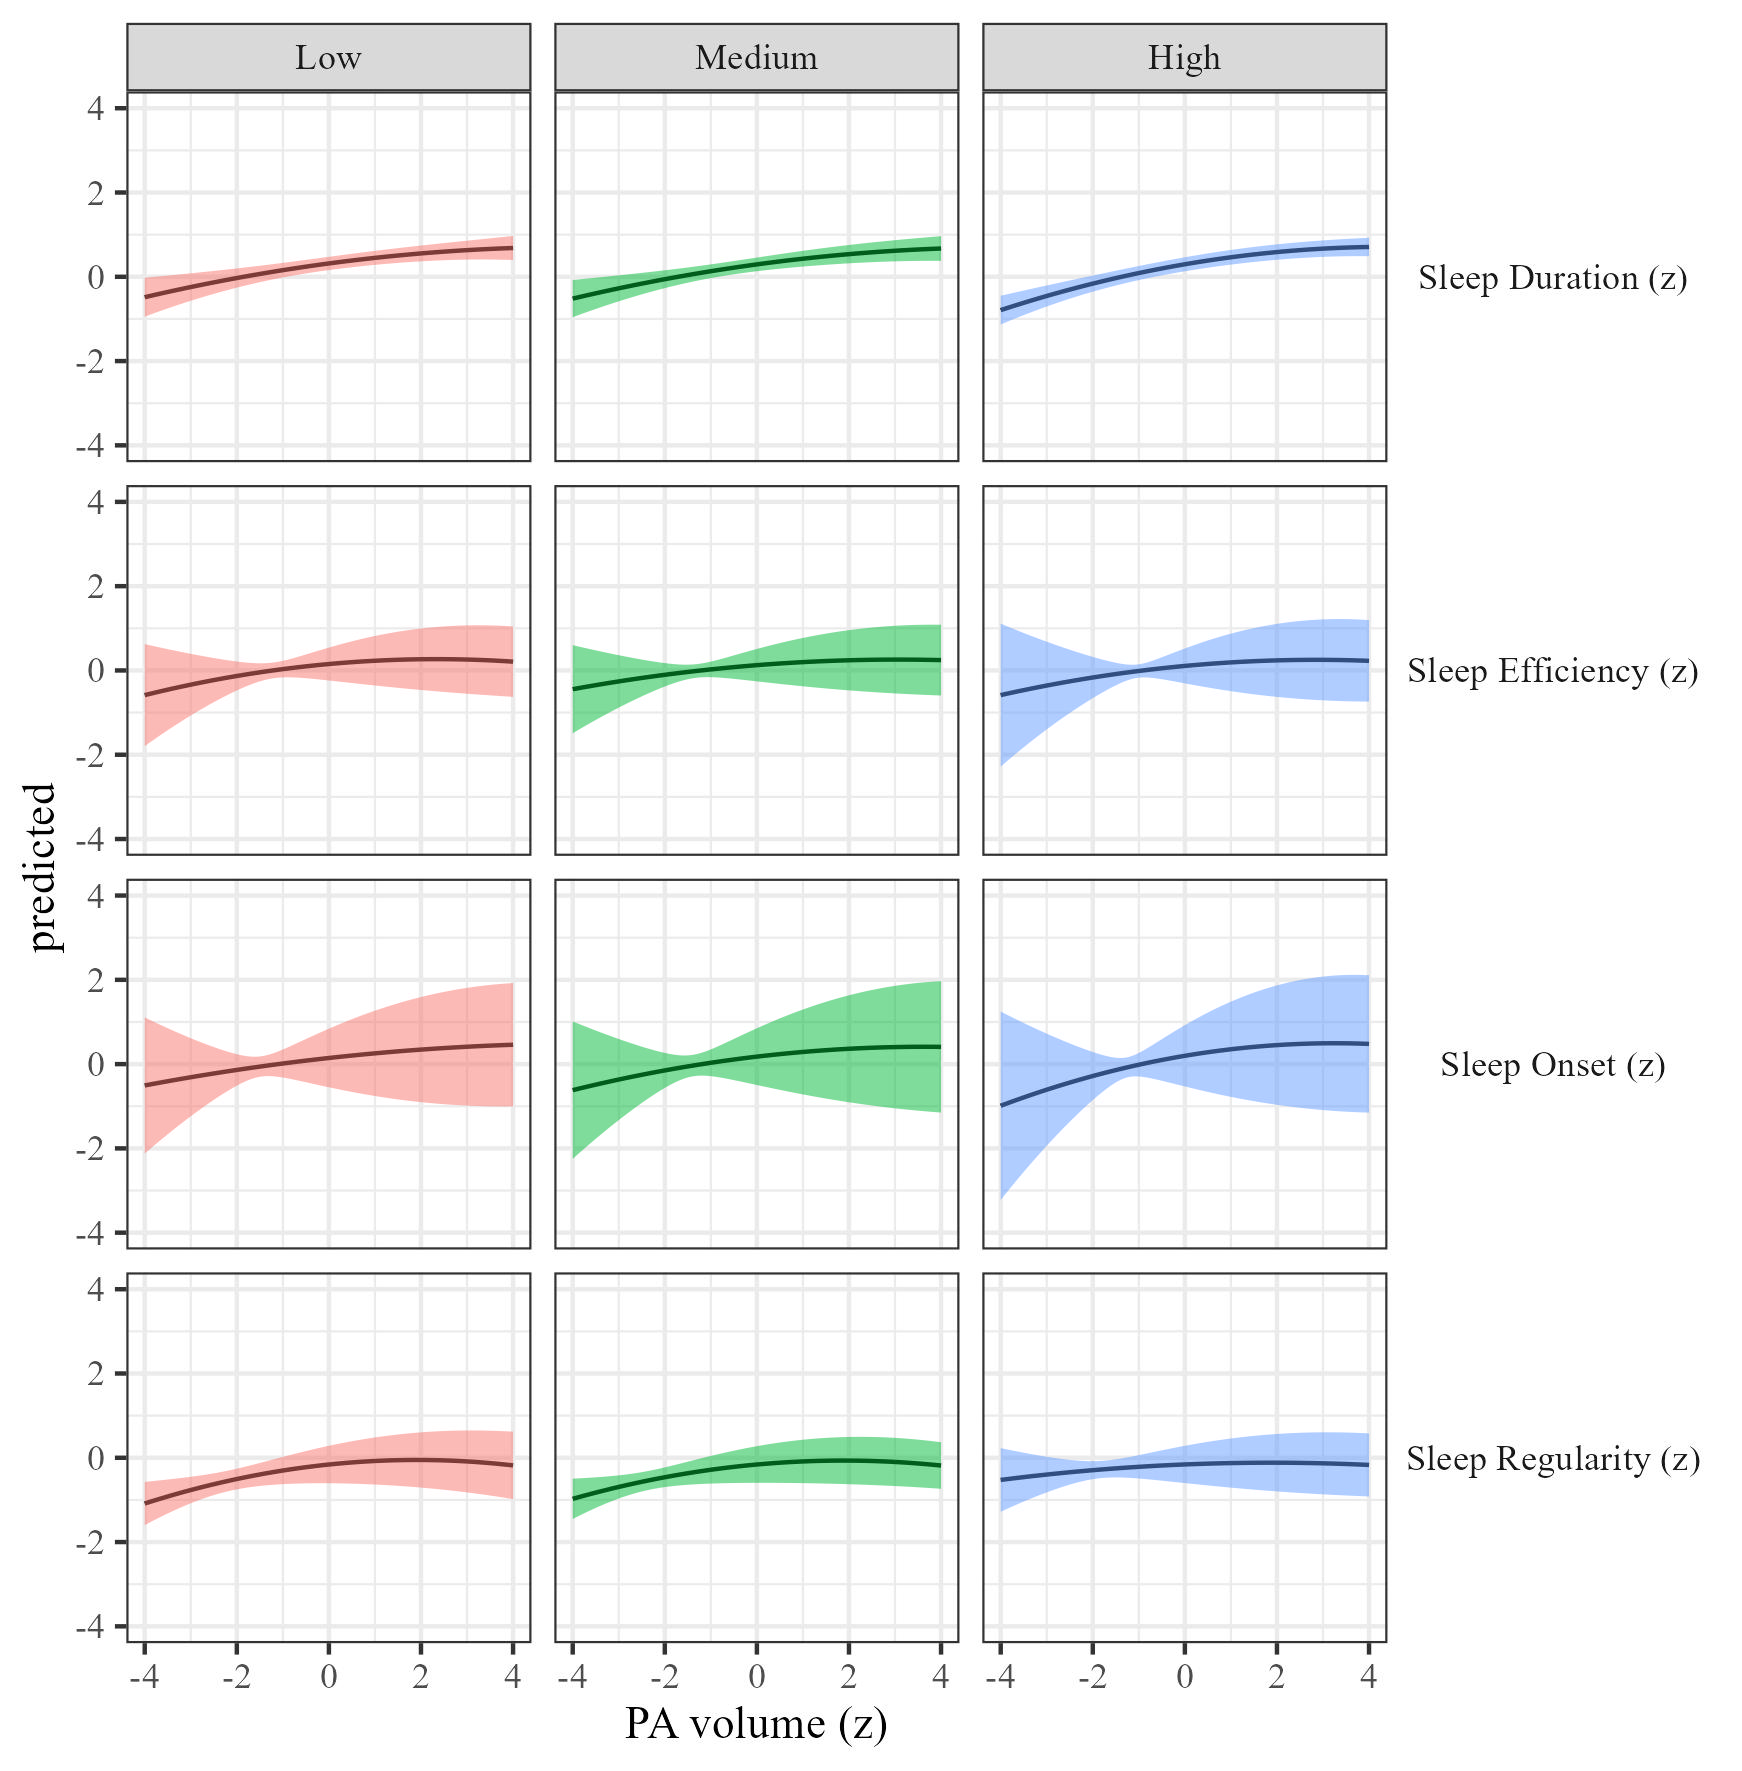 Low Medium High
4
2
0
-2
-4
Sleep Duration (z)
4
2
0
-2
-4
Sleep Efficiency (z)
predicted
4
2
0
-2
-4
Sleep Onset (z)
4
2
0
-2
-4
Sleep Regularity (z)
-4 -2 0 2 4 -4 -2 0 2 4 -4 -2 0 2 4
PA volume (z)